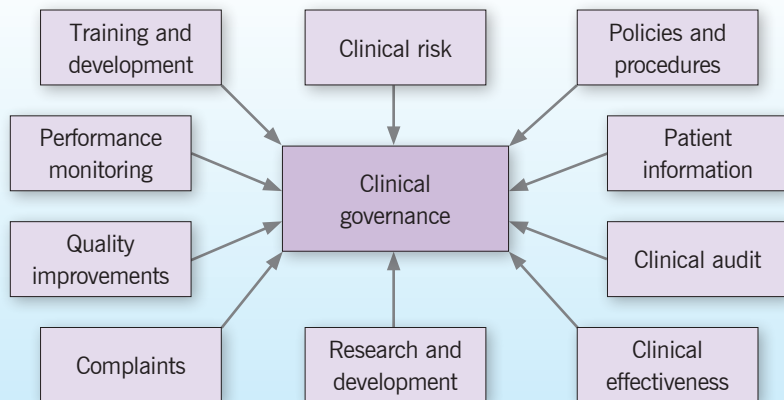 Training and
development
Clinical risk
Policies and
procedures
Performance
monitoring
Clinical
governance
Patient
information
Quality
improvements
Clinical audit
Complaints
Research and
development
Clinical
effectiveness